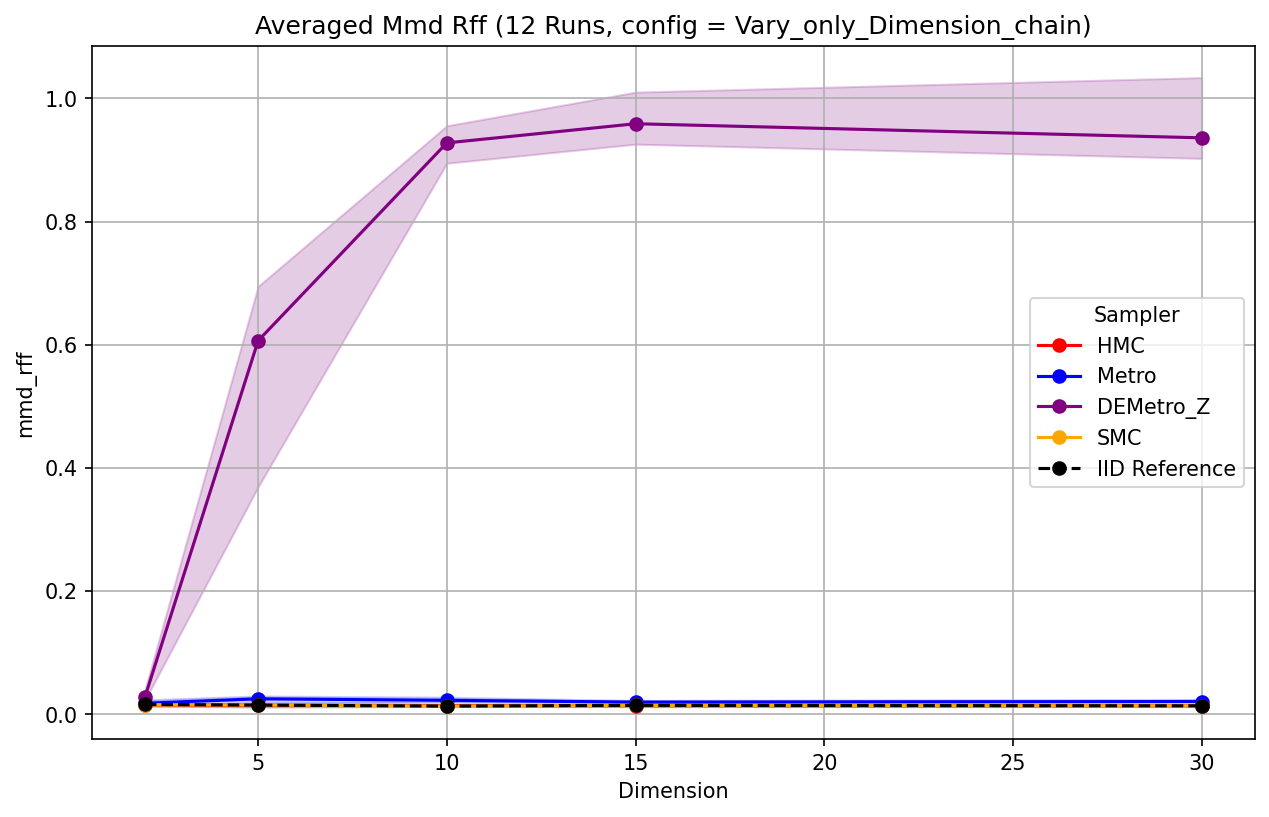 Averaged Mmd Rff (12 Runs, config = Vary_only_Dimension_chain)
mmd_rff
1.0
0.8
0.6
0.4
0.2
0.0
Sampler
HMC
Metro
DEMetro_Z
SMC
IID Reference
5
10
15
20
25
30
Dimension